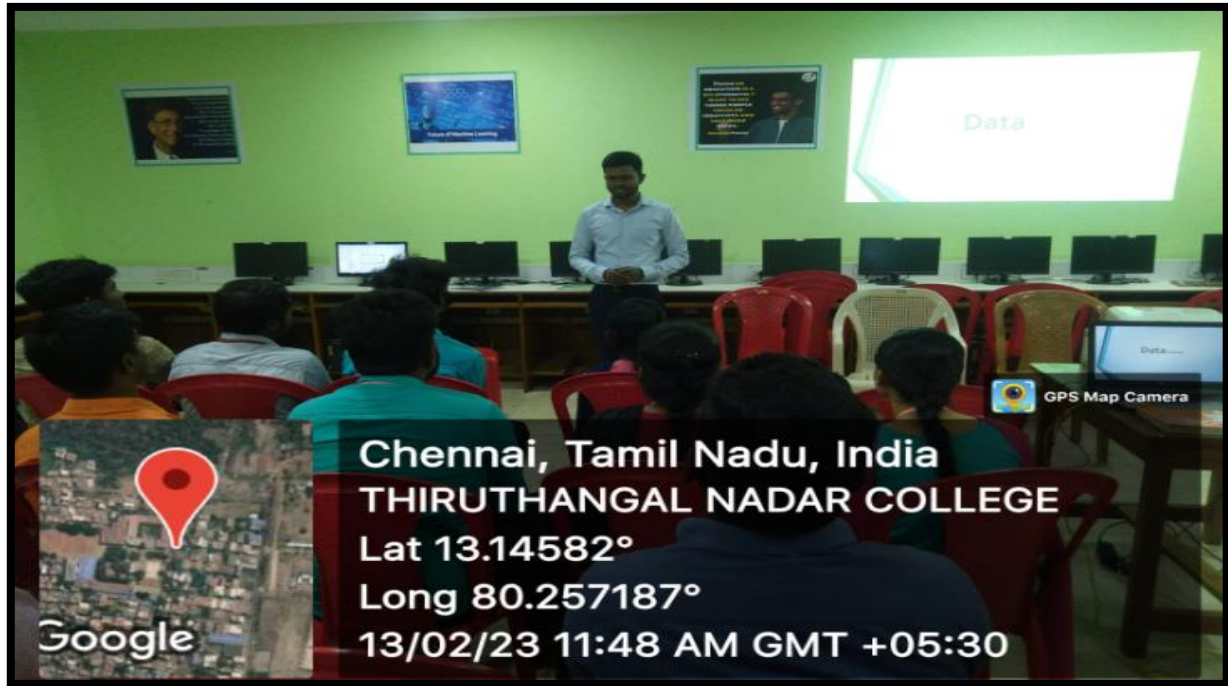 Future of Machine Learning
Data
Data
GPS Map Camera
Chennai, Tamil Nadu, India
THIRUTHANGAL NADAR COLLEGE
Lat 13.14582°
Long 80.257187°
13/02/23 11:48 AM GMT +05:30
Google